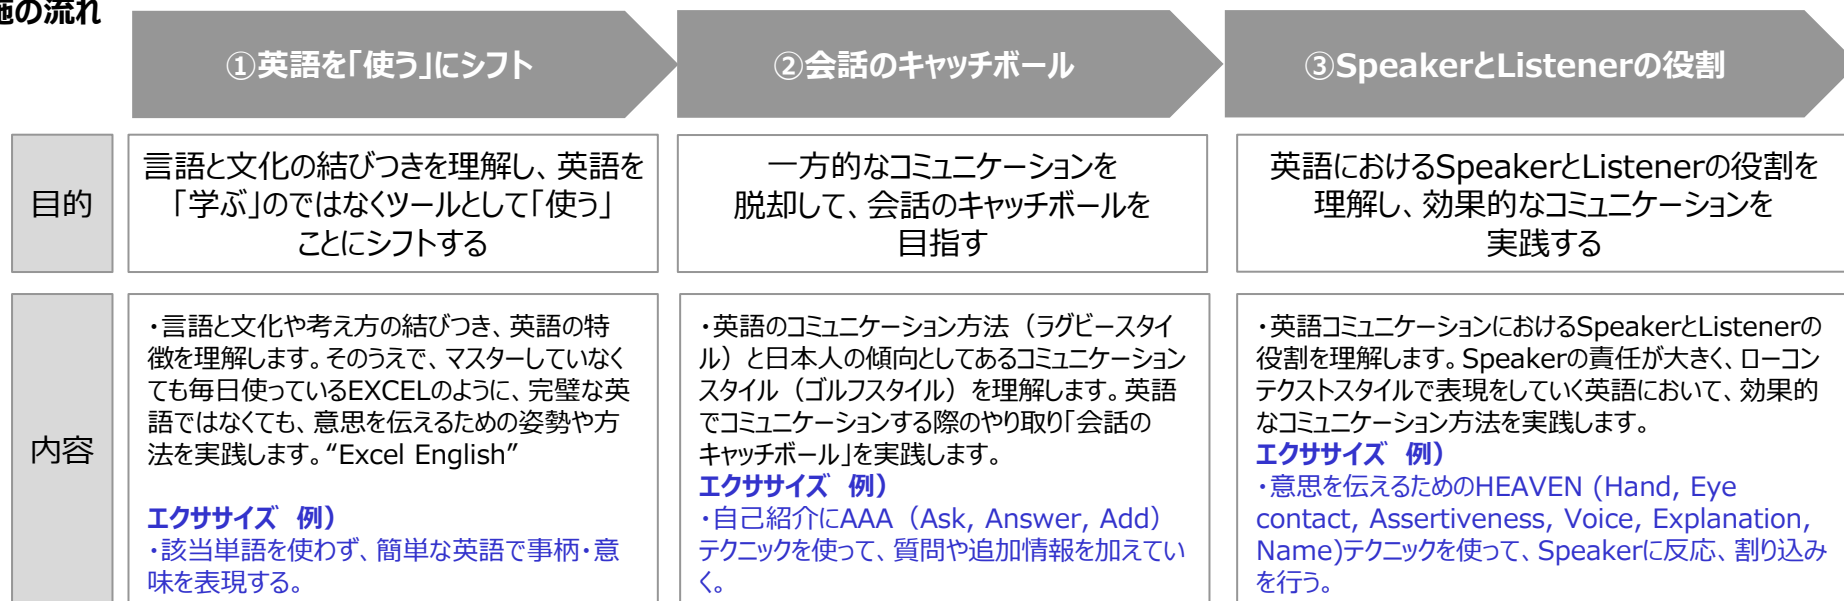 施の流れ
①英語を「使う」にシフト
②会話のキャッチボール
③SpeakerとListenerの役割
目的
言語と文化の結びつきを理解し、英語を
「学ぶ」のではなくツールとして「使う」
ことにシフトする
一方的なコミュニケーションを
脱却して、会話のキャッチボールを
目指す
英語におけるSpeakerとListenerの役割を
理解し、効果的なコミュニケーションを
実践する
内容
・言語と文化や考え方の結びつき、英語の特
徴を理解します。そのうえで、マスターしていなく
ても毎日使っているEXCELのように、完璧な英
語ではなくても、意思を伝えるための姿勢や方
法を実践します。“Excel English”
エクササイズ 例）
・該当単語を使わず、簡単な英語で事柄・意
味を表現する。
・英語のコミュニケーション方法（ラグビースタイ
ル）と日本人の傾向としてあるコミュニケーション
スタイル（ゴルフスタイル）を理解します。英語
でコミュニケーションする際のやり取り「会話の
キャッチボール」を実践します。
エクササイズ 例）
・自己紹介にAAA（Ask, Answer, Add）
テクニックを使って、質問や追加情報を加えてい
く。
・英語コミュニケーションにおけるSpeakerとListenerの
役割を理解します。Speakerの責任が大きく、ローコン
テクストスタイルで表現をしていく英語において、効果的
なコミュニケーション方法を実践します。
エクササイズ 例）
・意思を伝えるためのHEAVEN (Hand, Eye
contact, Assertiveness, Voice, Explanation,
Name)テクニックを使って、Speakerに反応、割り込み
を行う。